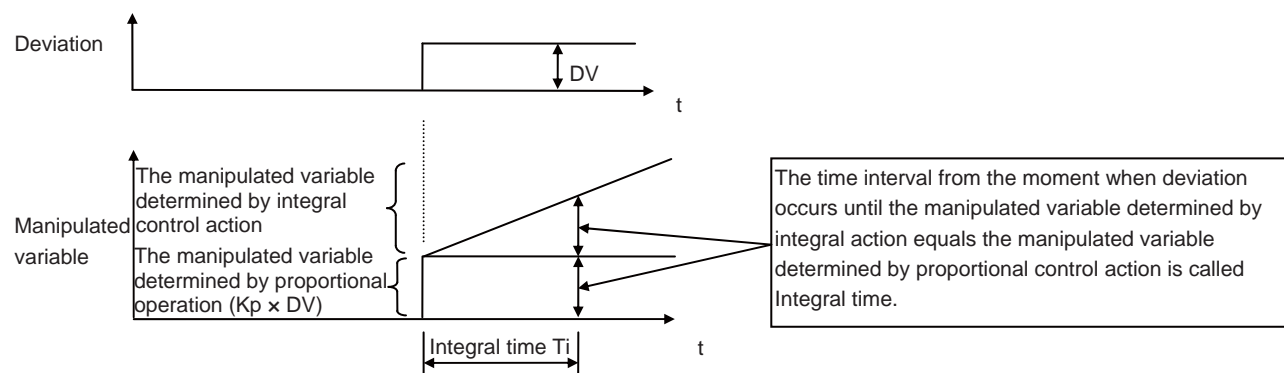 Deviation
DV
t
The manipulated variable
determined by integral
control action
Manipulated
variable
The manipulated variable
determined by proportional
operation (Kp × DV)
Integral time Ti
t
The time interval from the moment when deviation
occurs until the manipulated variable determined by
integral action equals the manipulated variable
determined by proportional control action is called
Integral time.